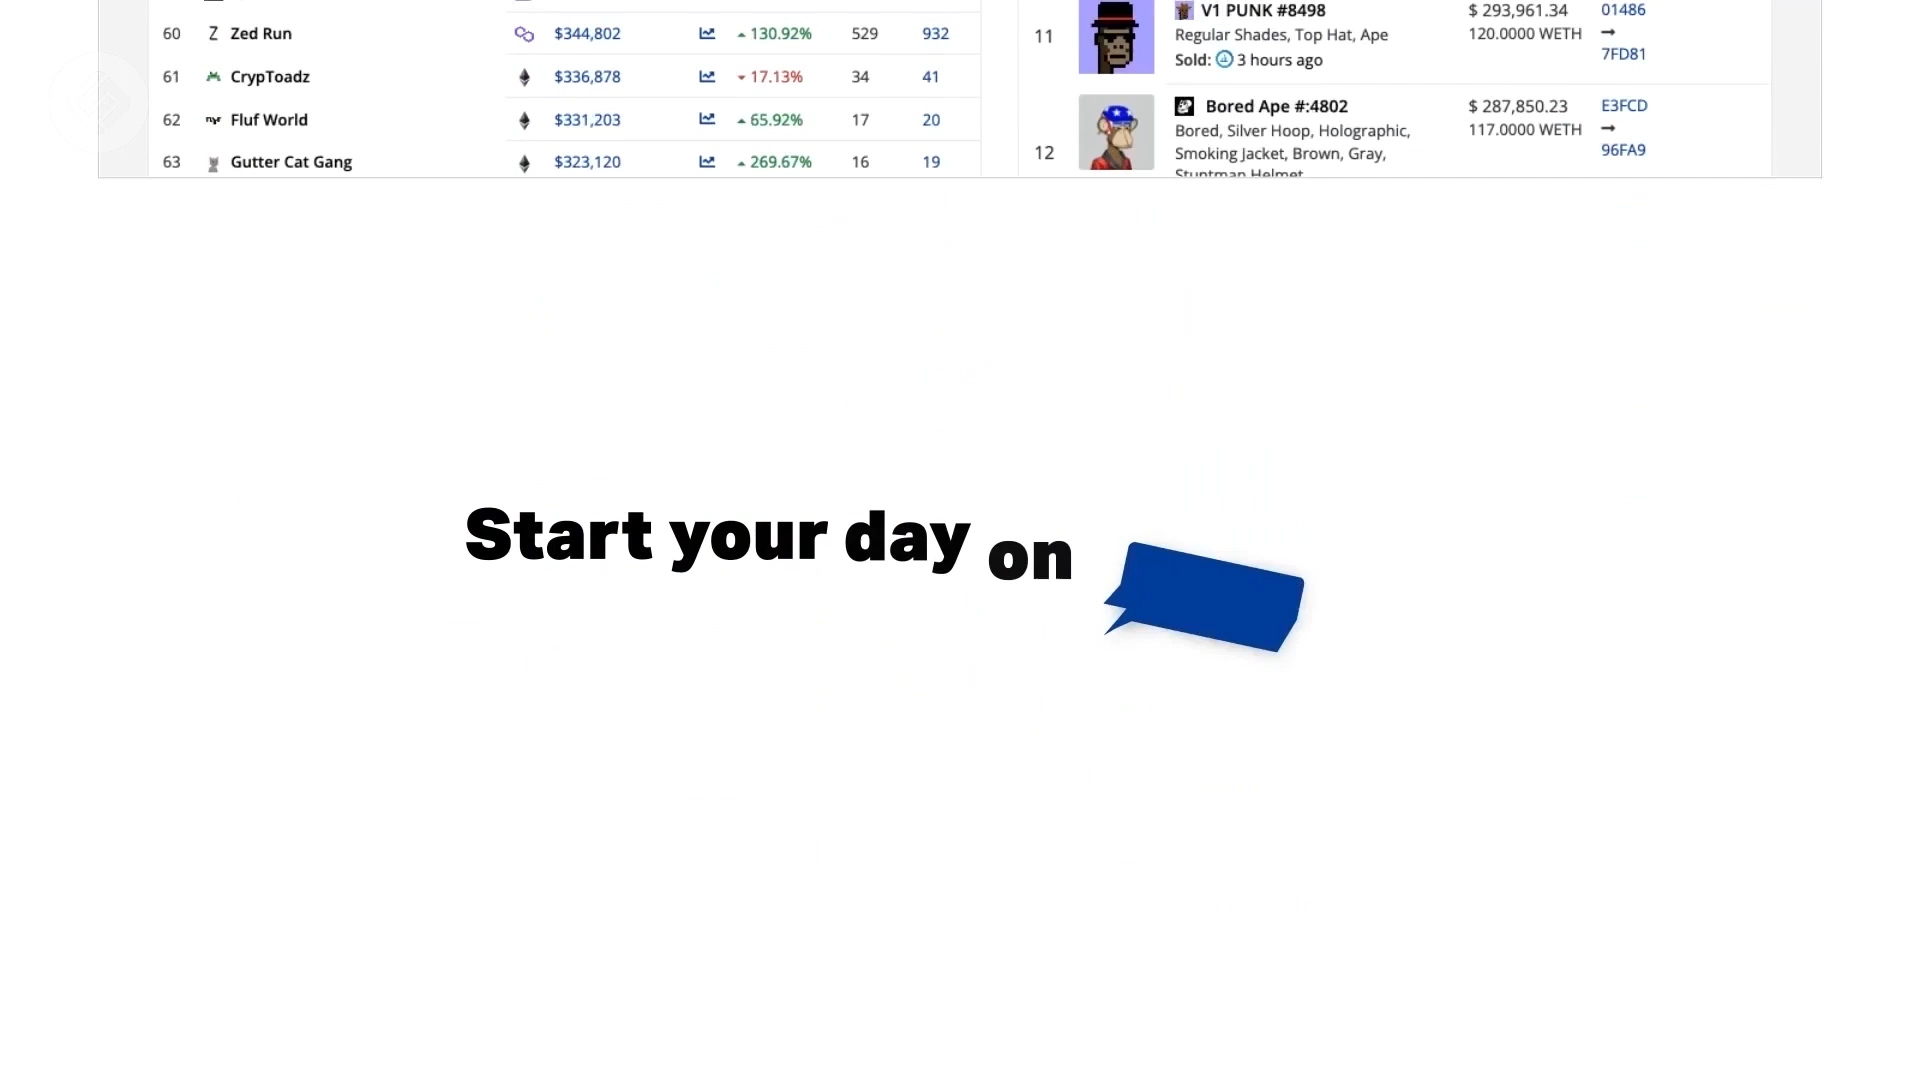 60 Zed Run $344,802 130.92% 529 932
61 CrypToadz $336,878 17.13% 34 41
62 Fluf World $331,203 65.92% 17 20
63 Gutter Cat Gang $323,120 269.67% 16 19
11
V1 PUNK #8498
Regular Shades, Top Hat, Ape
Sold: 3 hours ago
$ 293,961.34
120.0000 WETH
01486
7FD81
12
Bored Ape #:4802
Bored, Silver Hoop, Holographic,
Smoking Jacket, Brown, Gray,
Stuntman Helmet
$ 287,850.23
117.0000 WETH
E3FCD
96FA9
Start your day on